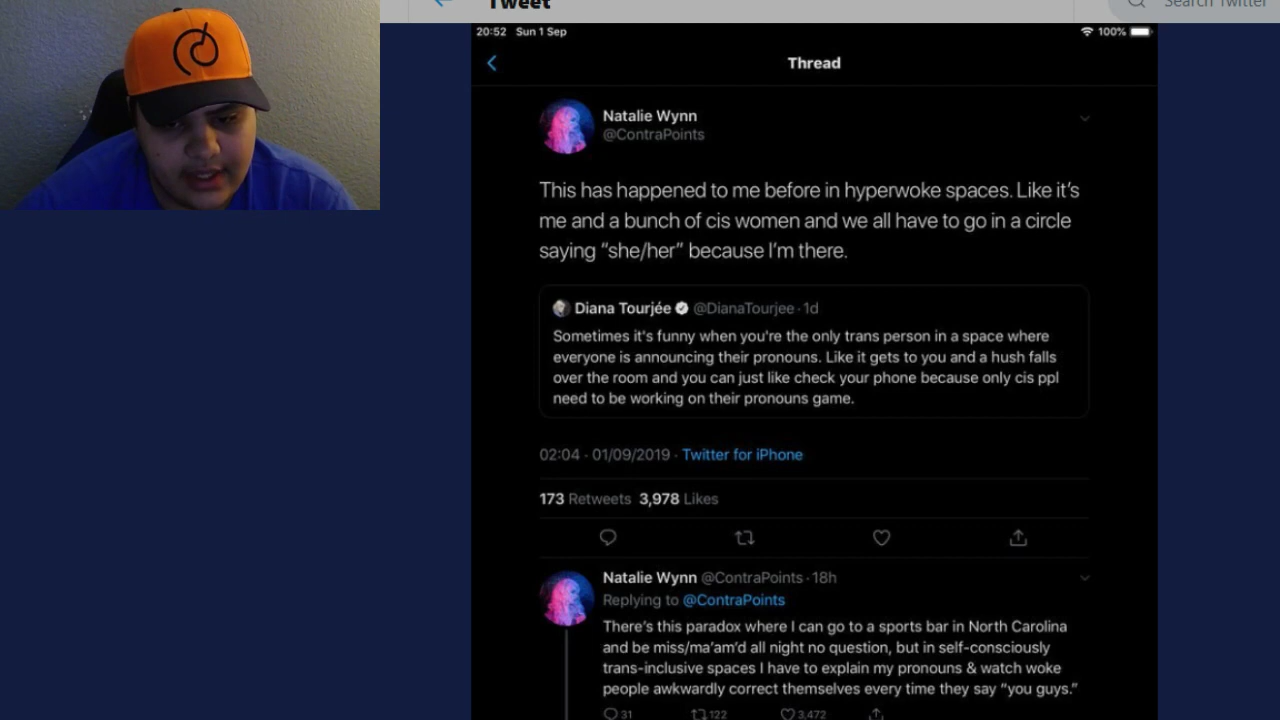 Tweet
Search Twitter
20:52 Sun 1 Sep
100%
Thread
Natalie Wynn
@ContraPoints
This has happened to me before in hyperwoke spaces. Like it's
me and a bunch of cis women and we all have to go in a circle
saying “she/her” because I'm there.
Diana Tourjée @DianaTourjee · 1d
Sometimes it's funny when you're the only trans person in a space where
everyone is announcing their pronouns. Like it gets to you and a hush falls
over the room and you can just like check your phone because only cis ppl
need to be working on their pronouns game.
02:04 · 01/09/2019 · Twitter for iPhone
173 Retweets 3,978 Likes
Natalie Wynn @ContraPoints · 18h
Replying to @ContraPoints
There's this paradox where I can go to a sports bar in North Carolina
and be miss/ma'am'd all night no question, but in self-consciously
trans-inclusive spaces I have to explain my pronouns & watch woke
people awkwardly correct themselves every time they say “you guys.”
31 122 3,472